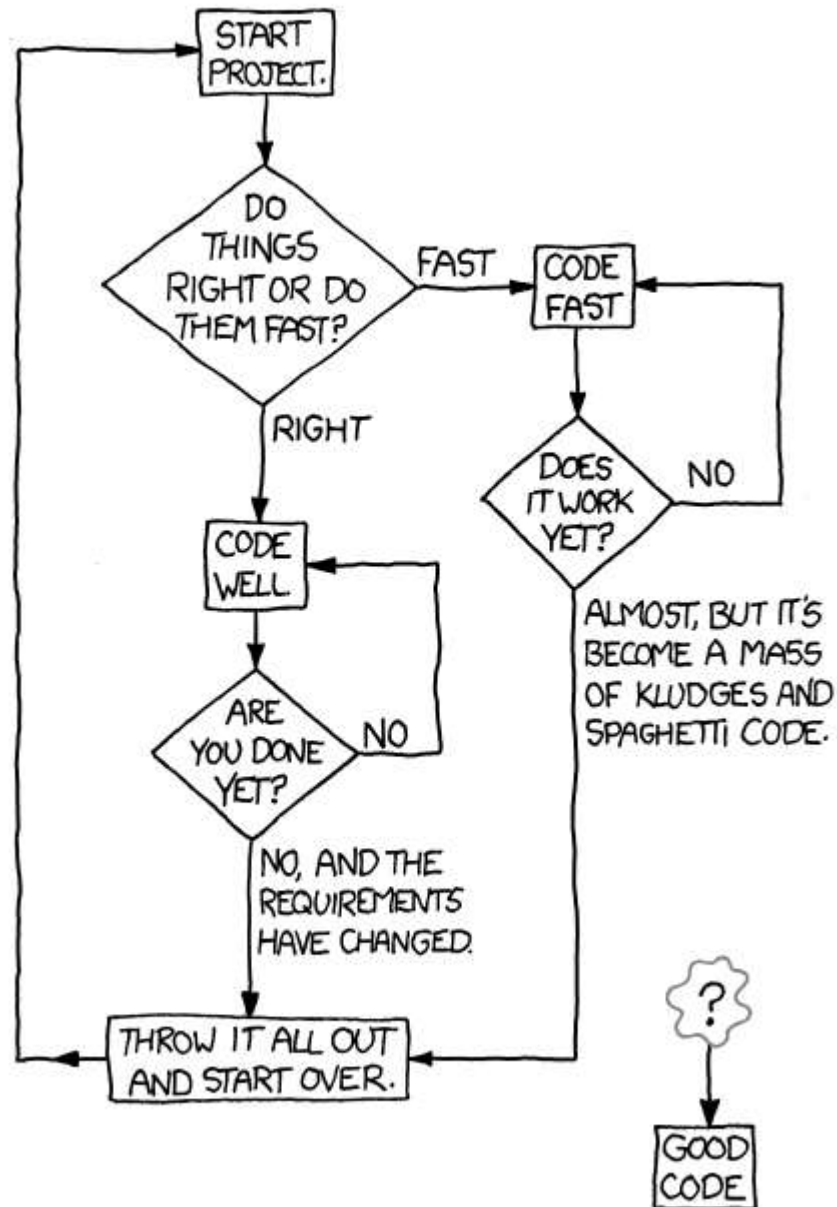 START
PROJECT.
DO
THINGS
RIGHT OR DO
THEM FAST?
FAST
CODE
FAST
RIGHT
DOES
IT WORK
YET?
NO
CODE
WELL.
ARE
YOU DONE
YET?
NO
ALMOST, BUT IT'S
BECOME A MASS
OF KLUDGES AND
SPAGHETTI CODE.
NO, AND THE
REQUIREMENTS
HAVE CHANGED.
THROW IT ALL OUT
AND START OVER.
?
GOOD
CODE